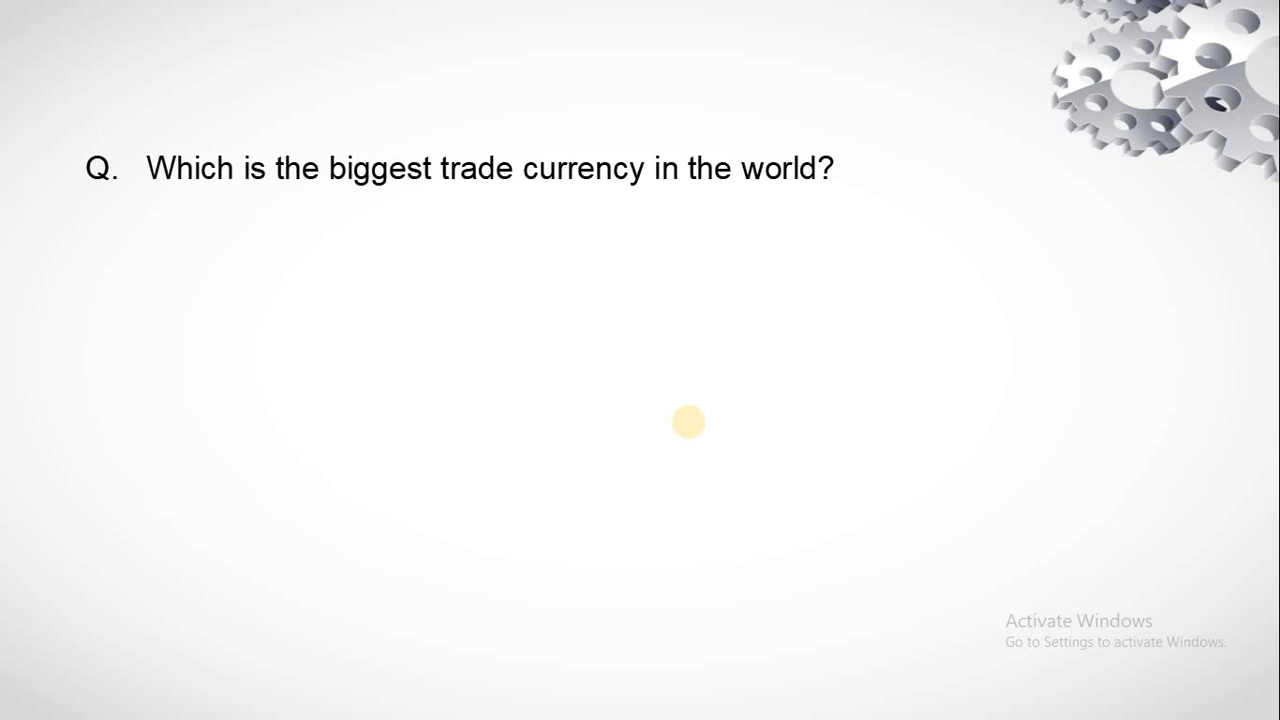 Q. Which is the biggest trade currency in the world?
Activate Windows
Go to Settings to activate Windows.